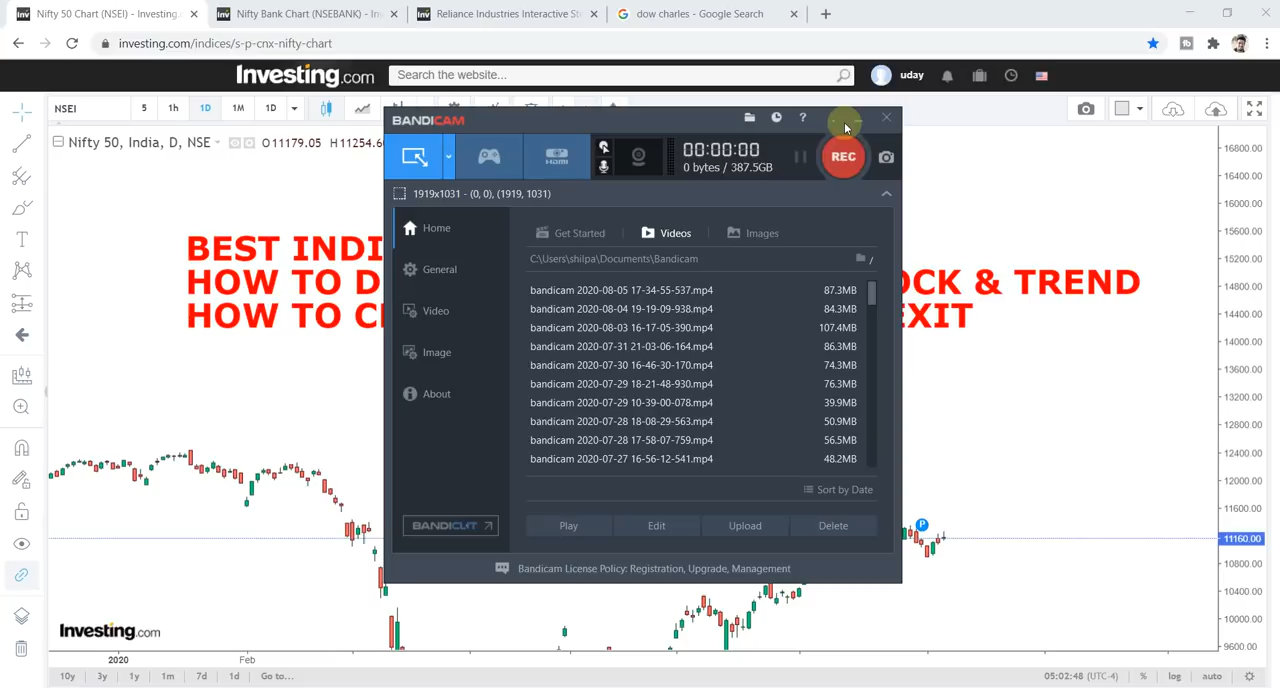 Nifty 50 Chart (NSEI) - Investing.
Nifty Bank Chart (NSEBANK) - Inv
Reliance Industries Interactive Sto
dow charles - Google Search
investing.com/indices/s-p-cnx-nifty-chart
Investing.com
Search the website...
uday
NSEI
5
1h
1D
1M
1D
Nifty 50, India, D, NSE
O11179.05 H11254.6
BANDICAM
HDMI
00:00:00
0 bytes / 387.5GB
REC
1919x1031 - (0, 0), (1919, 1031)
Home
General
Video
Image
About
BANDICUT
Get Started
Videos
Images
C:\Users\shilpa\Documents\Bandicam
bandicam 2020-08-05 17-34-55-537.mp4 87.3MB
bandicam 2020-08-04 19-19-09-938.mp4 84.3MB
bandicam 2020-08-03 16-17-05-390.mp4 107.4MB
bandicam 2020-07-31 21-03-06-164.mp4 86.3MB
bandicam 2020-07-30 16-46-30-170.mp4 74.3MB
bandicam 2020-07-29 18-21-48-930.mp4 76.3MB
bandicam 2020-07-29 10-39-00-078.mp4 39.9MB
bandicam 2020-07-28 18-08-29-563.mp4 50.9MB
bandicam 2020-07-28 17-58-07-759.mp4 56.5MB
bandicam 2020-07-27 16-56-12-541.mp4 48.2MB
Sort by Date
Play
Edit
Upload
Delete
Bandicam License Policy: Registration, Upgrade, Management
BEST INDI
HOW TO D OCK & TREND
HOW TO C EXIT
P
16800.00
16000.00
15600.00
14800.00
14400.00
14000.00
13600.00
13200.00
12800.00
12400.00
12000.00
11600.00
11160.00
10800.00
10400.00
10000.00
9600.00
Investing.com
2020
Feb
10y
3y
1y
1m
7d
1d
Go to...
05:02:48 (UTC-4)
%
log
auto